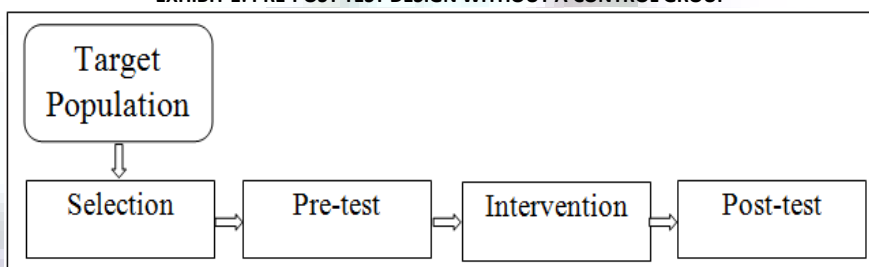 Target
Population
Selection
Pre-test
Intervention
Post-test